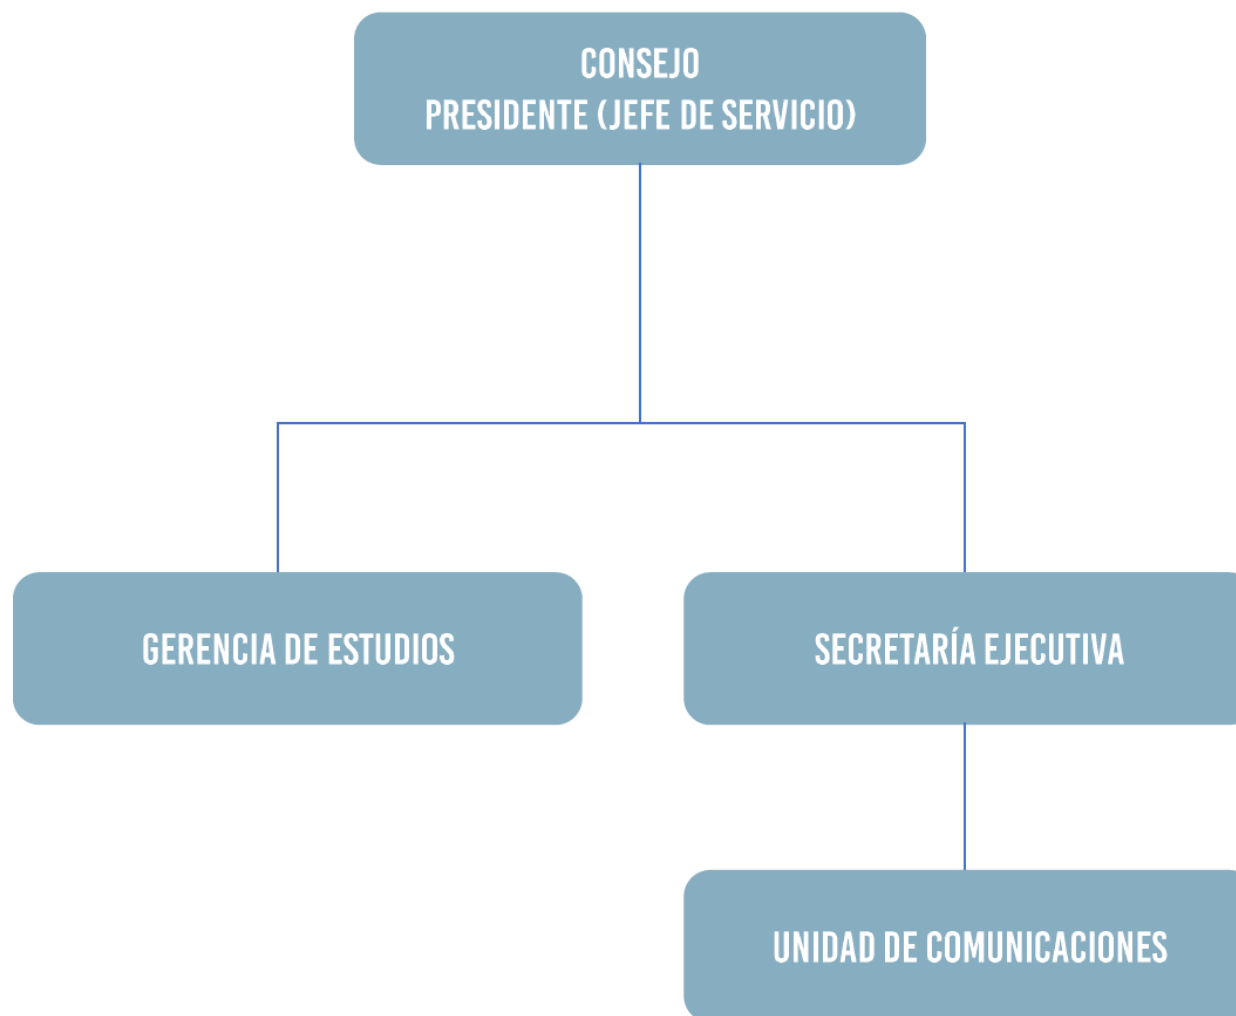 CONSEJO
PRESIDENTE (JEFE DE SERVICIO)
GERENCIA DE ESTUDIOS
SECRETARÍA EJECUTIVA
UNIDAD DE COMUNICACIONES